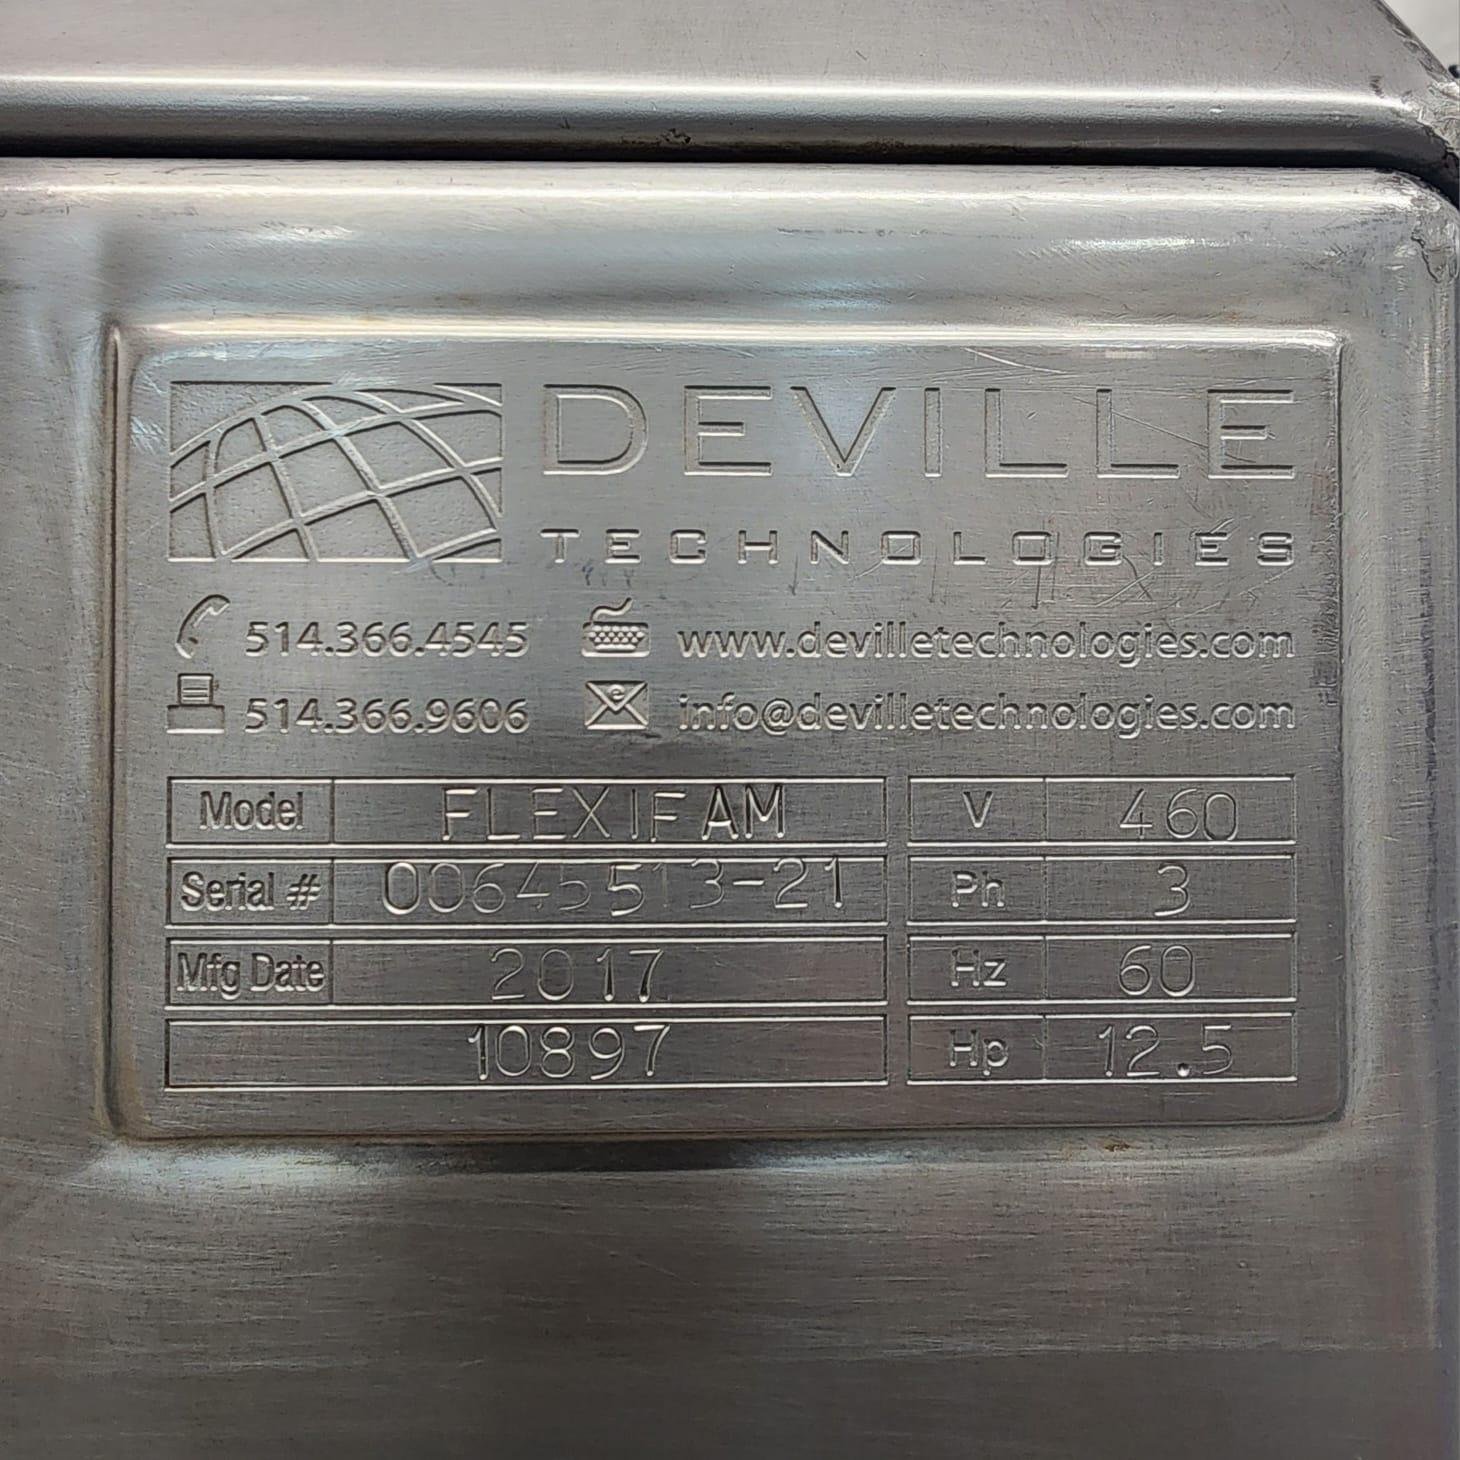 DEVILLE
TECHNOLOGIES
514.366.4545 www.devilletechnologies.com
514.366.9606 e info@devilletechnologies.com
Model FLEXIFAM V 460
Serial # 00645513-21 Ph 3
Mfg Date 2017 Hz 60
10897 Hp 12.5